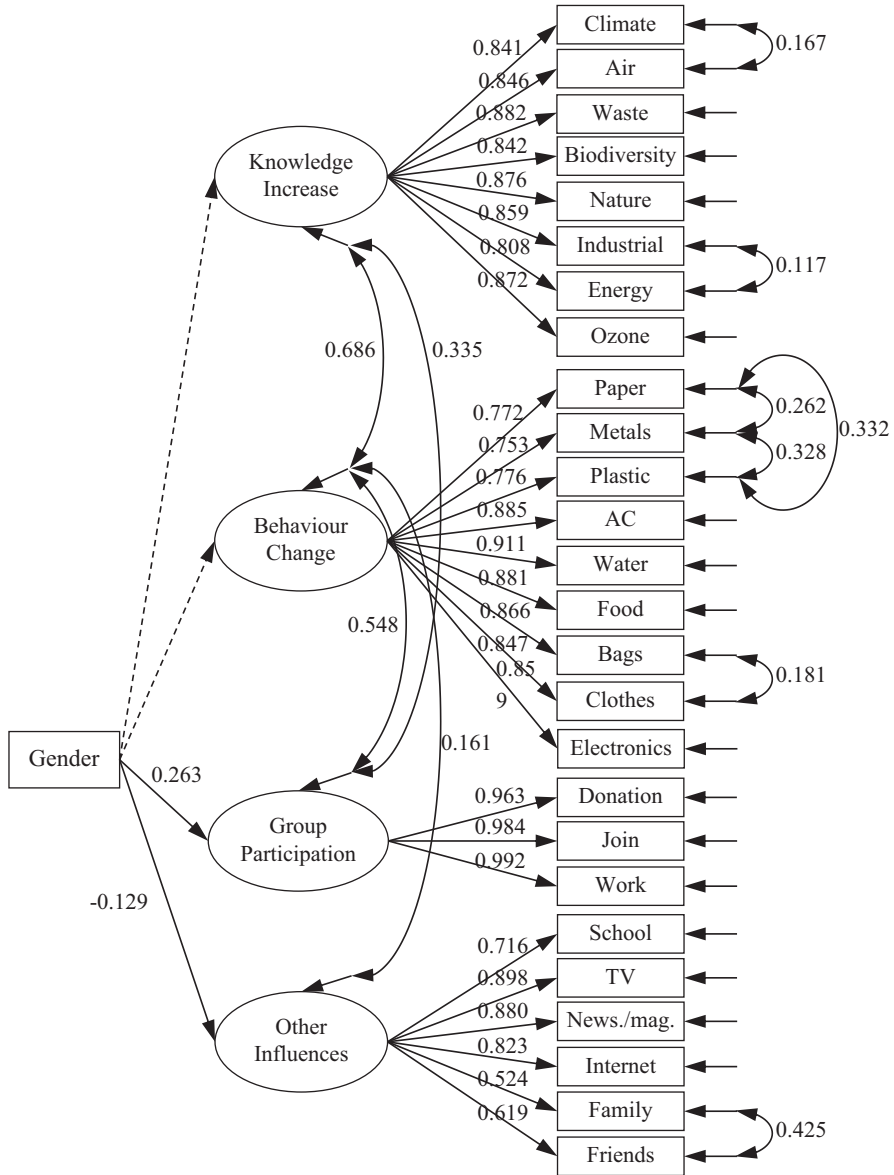 Climate
0.841
0.167
Air
0.846
Waste
0.882
Knowledge
Increase
0.842
Biodiversity
0.876
Nature
0.859
Industrial
0.808
0.117
Energy
0.872
Ozone
0.686
0.335
Paper
0.772
0.262
Metals
0.332
0.753
0.328
Plastic
0.776
AC
0.885
Behaviour
Change
0.911
Water
0.881
Food
0.866
0.548
Bags
0.847
0.181
0.85
9
Clothes
Electronics
Gender
0.161
0.263
Donation
0.963
Group
Participation
0.984
Join
0.992
Work
-0.129
School
0.716
TV
0.898
0.880
News./mag.
Other
Influences
0.823
Internet
0.524
Family
0.619
0.425
Friends